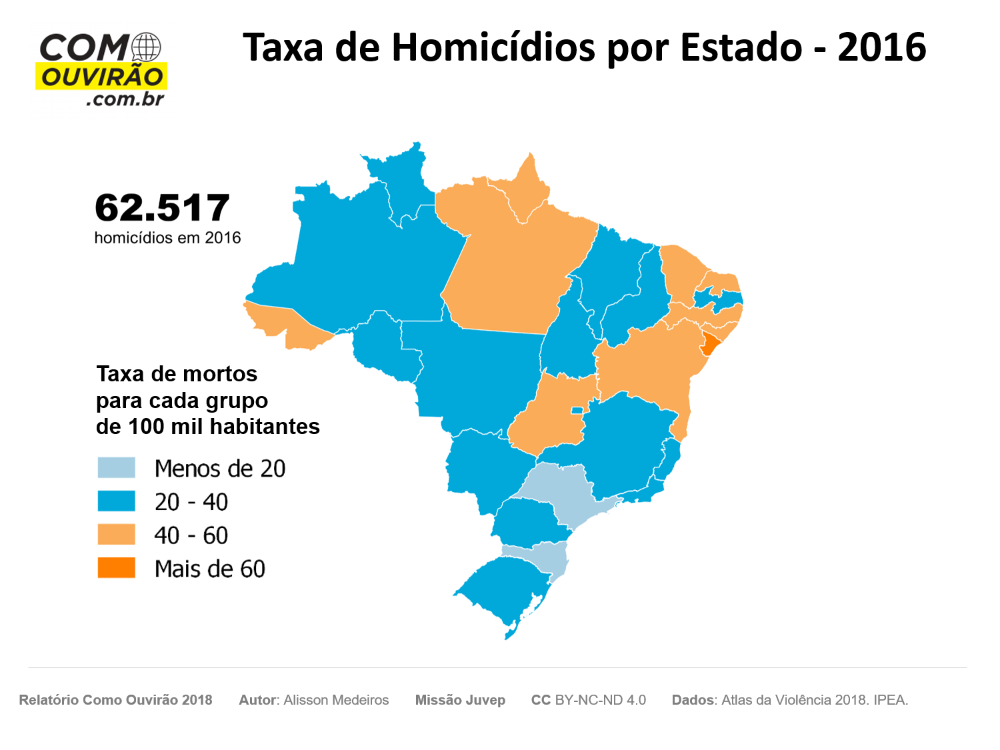 COM
OUVIRÃO
.com.br
Taxa de Homicídios por Estado - 2016
62.517
homicídios em 2016
Taxa de mortos
para cada grupo
de 100 mil habitantes
Menos de 20
20 - 40
40 - 60
Mais de 60
Relatório Como Ouvirão 2018 Autor: Alisson Medeiros Missão Juvep CC BY-NC-ND 4.0 Dados: Atlas da Violência 2018. IPEA.